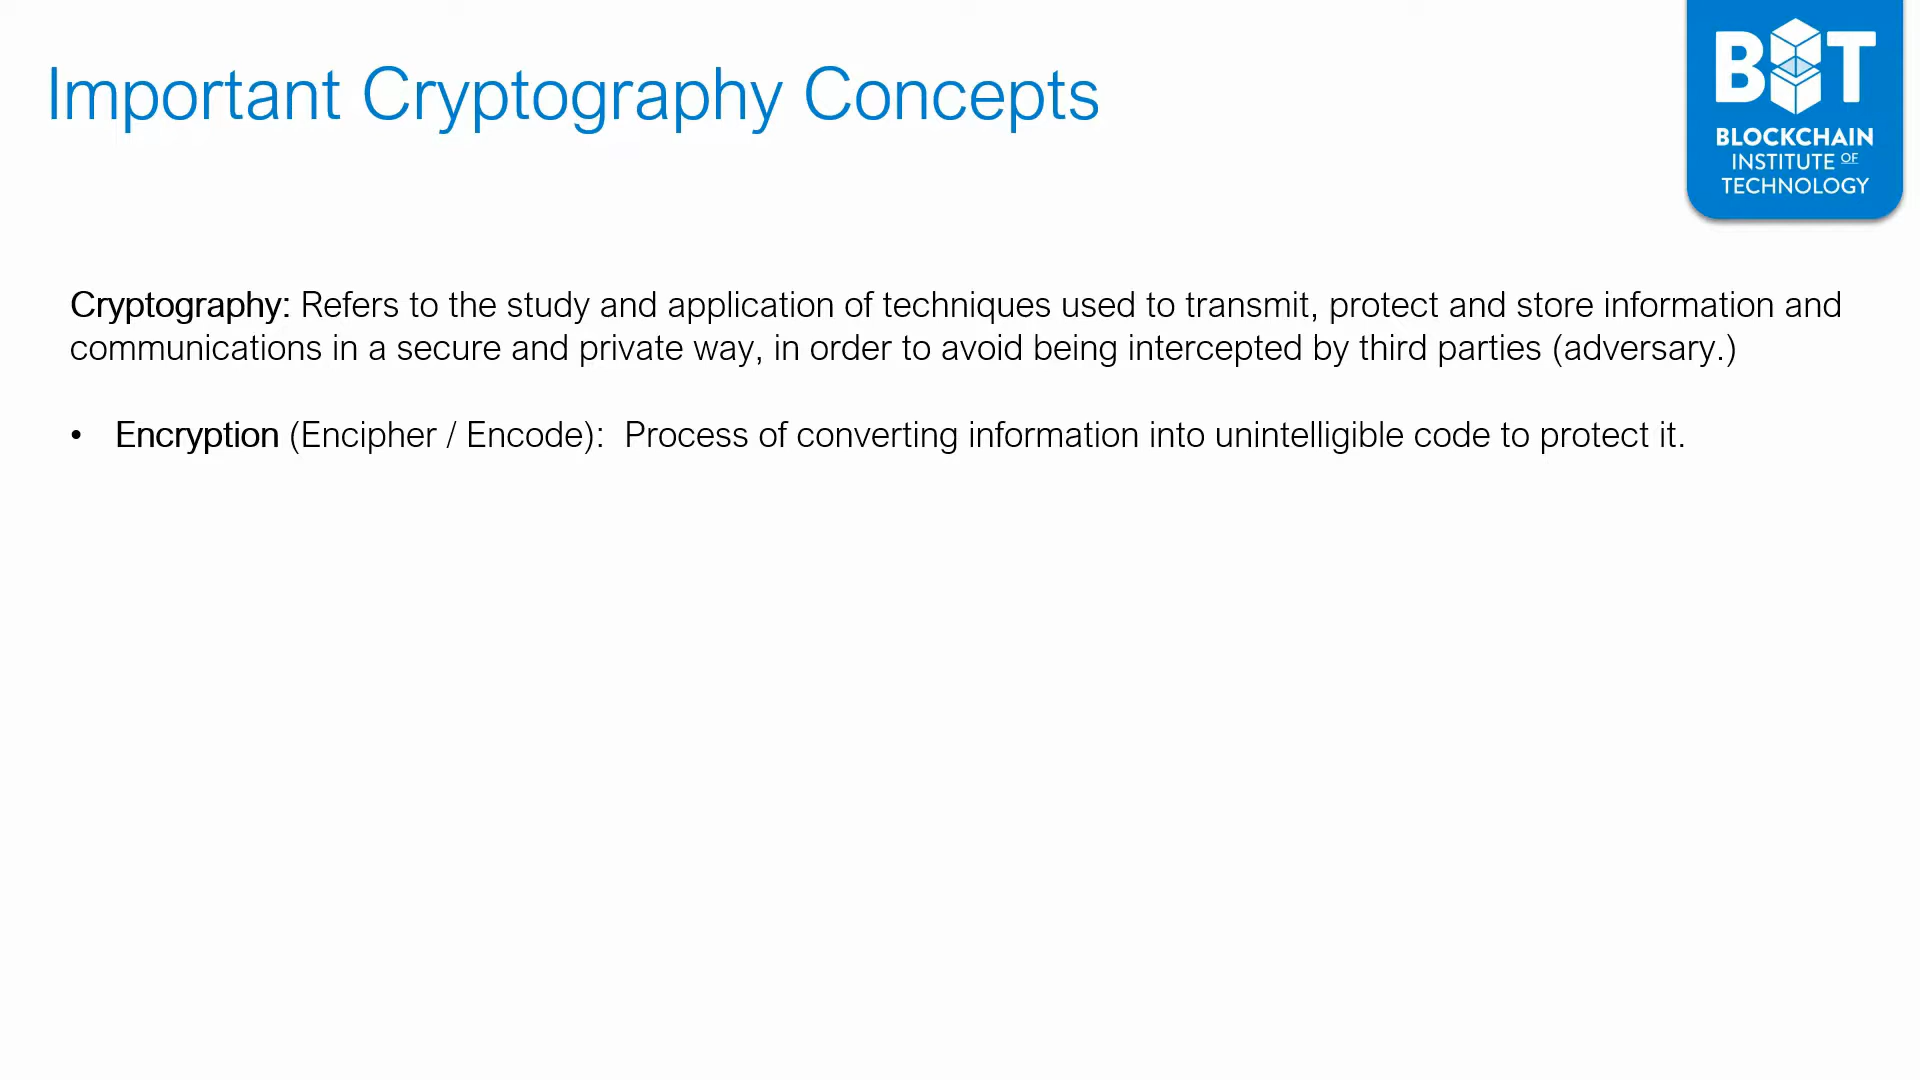 Important Cryptography Concepts
BIT
BLOCKCHAIN
INSTITUTE OF
TECHNOLOGY
Cryptography: Refers to the study and application of techniques used to transmit, protect and store information and
communications in a secure and private way, in order to avoid being intercepted by third parties (adversary.)
• Encryption (Encipher / Encode):  Process of converting information into unintelligible code to protect it.